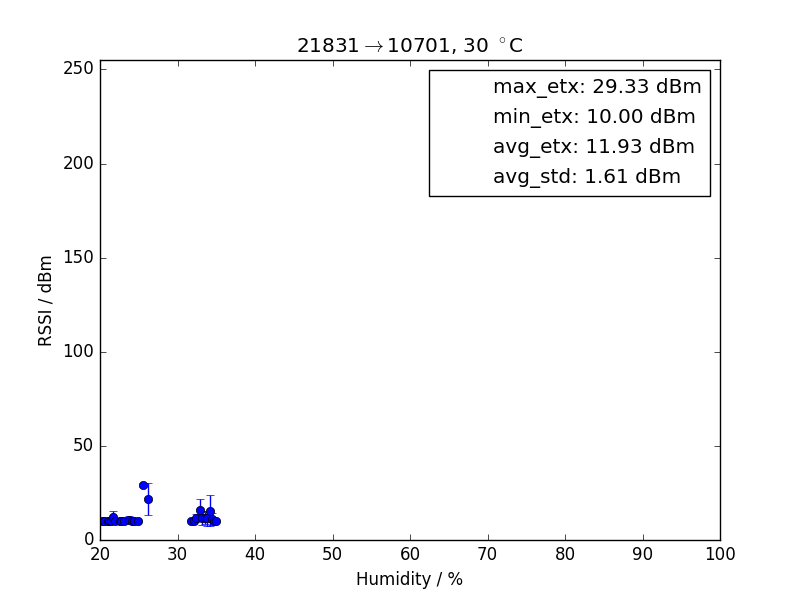 21831→10701, 30 °C
max_etx: 29.33 dBm
min_etx: 10.00 dBm
avg_etx: 11.93 dBm
avg_std: 1.61 dBm
RSSI / dBm
250
200
150
100
50
0
20 30 40 50 60 70 80 90 100
Humidity / %